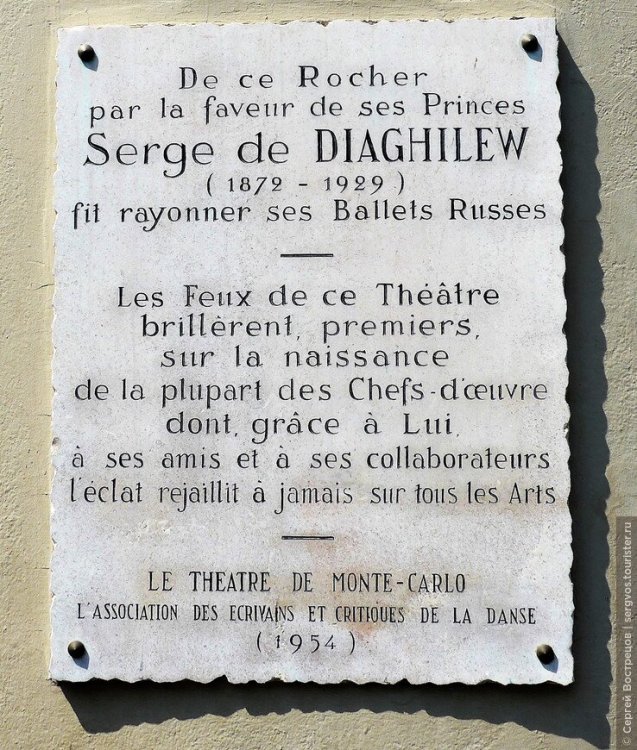 De ce Rocher
par la faveur de ses Princes
Serge de DIAGHILEW
( 1872 - 1929 )
fit rayonner ses Ballets Russes
Les Feux de ce Théâtre
brillèrent, premiers,
sur la naissance
de la plupart des Chefs-d'œuvre
dont, grâce à Lui,
à ses amis et à ses collaborateurs
l'éclat rejaillit à jamais sur tous les Arts
LE THEATRE DE MONTE-CARLO
L'ASSOCIATION DES ECRIVAINS ET CRITIQUES DE LA DANSE
( 1954 )
© Сергей Вострецов | sergvos.tourister.ru